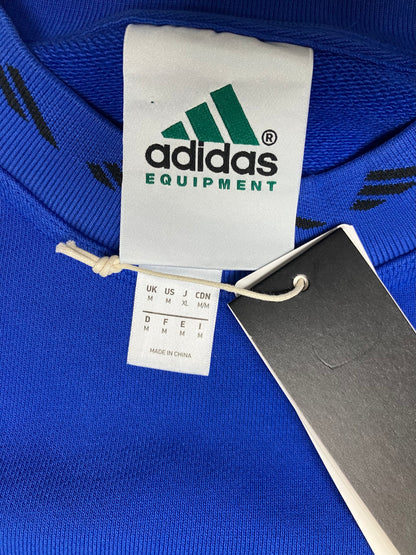 adidas®
EQUIPMENT
UK US J CDN
M M XL M/M
D F E I
M M M M
MADE IN CHINA